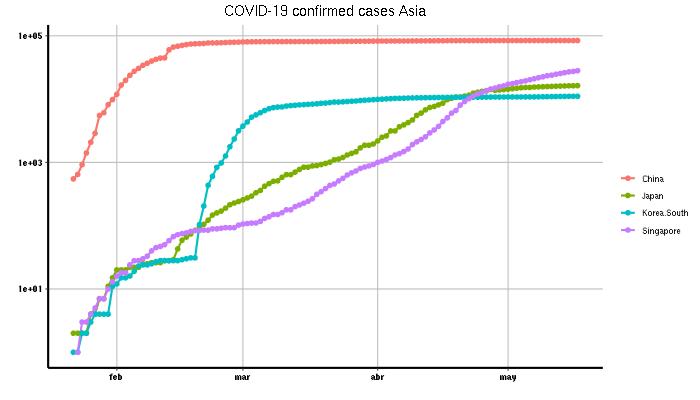 COVID-19 confirmed cases Asia
1e+05
1e+03
1e+01
feb
mar
abr
may
China
Japan
Korea.South
Singapore